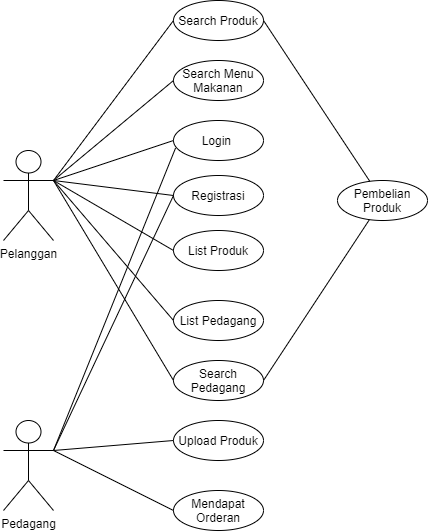 Search Produk
Search Menu
Makanan
Login
Registrasi
Pembelian
Produk
Pelanggan
List Produk
List Pedagang
Search
Pedagang
Upload Produk
Mendapat
Orderan
Pedagang